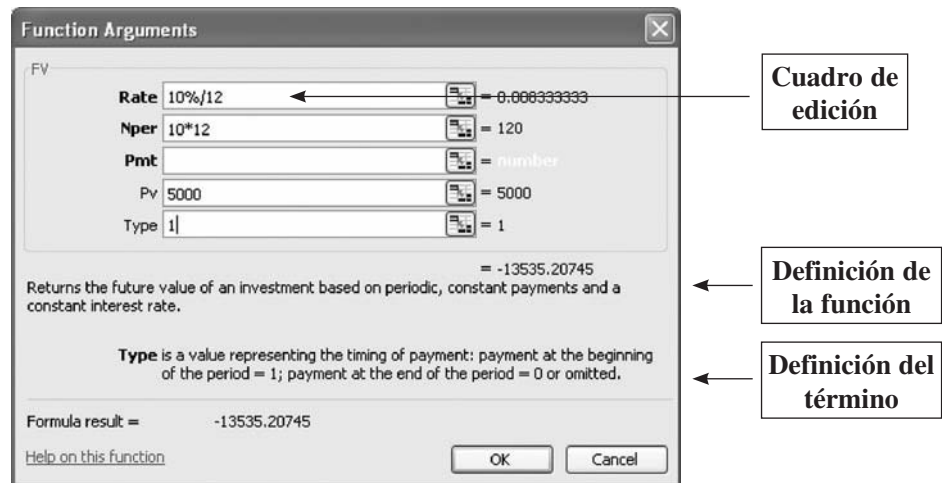 Function Arguments
FV
Rate 10%/12 = 0.008333333
Nper 10*12 = 120
Pmt = number
Pv 5000 = 5000
Type 1 = 1
= -13535.20745
Returns the future value of an investment based on periodic, constant payments and a
constant interest rate.
Type is a value representing the timing of payment: payment at the beginning
of the period = 1; payment at the end of the period = 0 or omitted.
Formula result = -13535.20745
Help on this function
OK
Cancel
Cuadro de
edición
Definición de
la función
Definición del
término